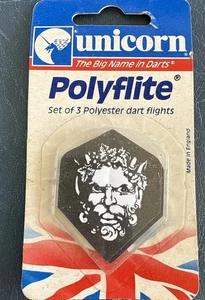 unicorn
The Big Name in Darts®
Polyflite®
Set of 3 Polyester dart flights
Made in England